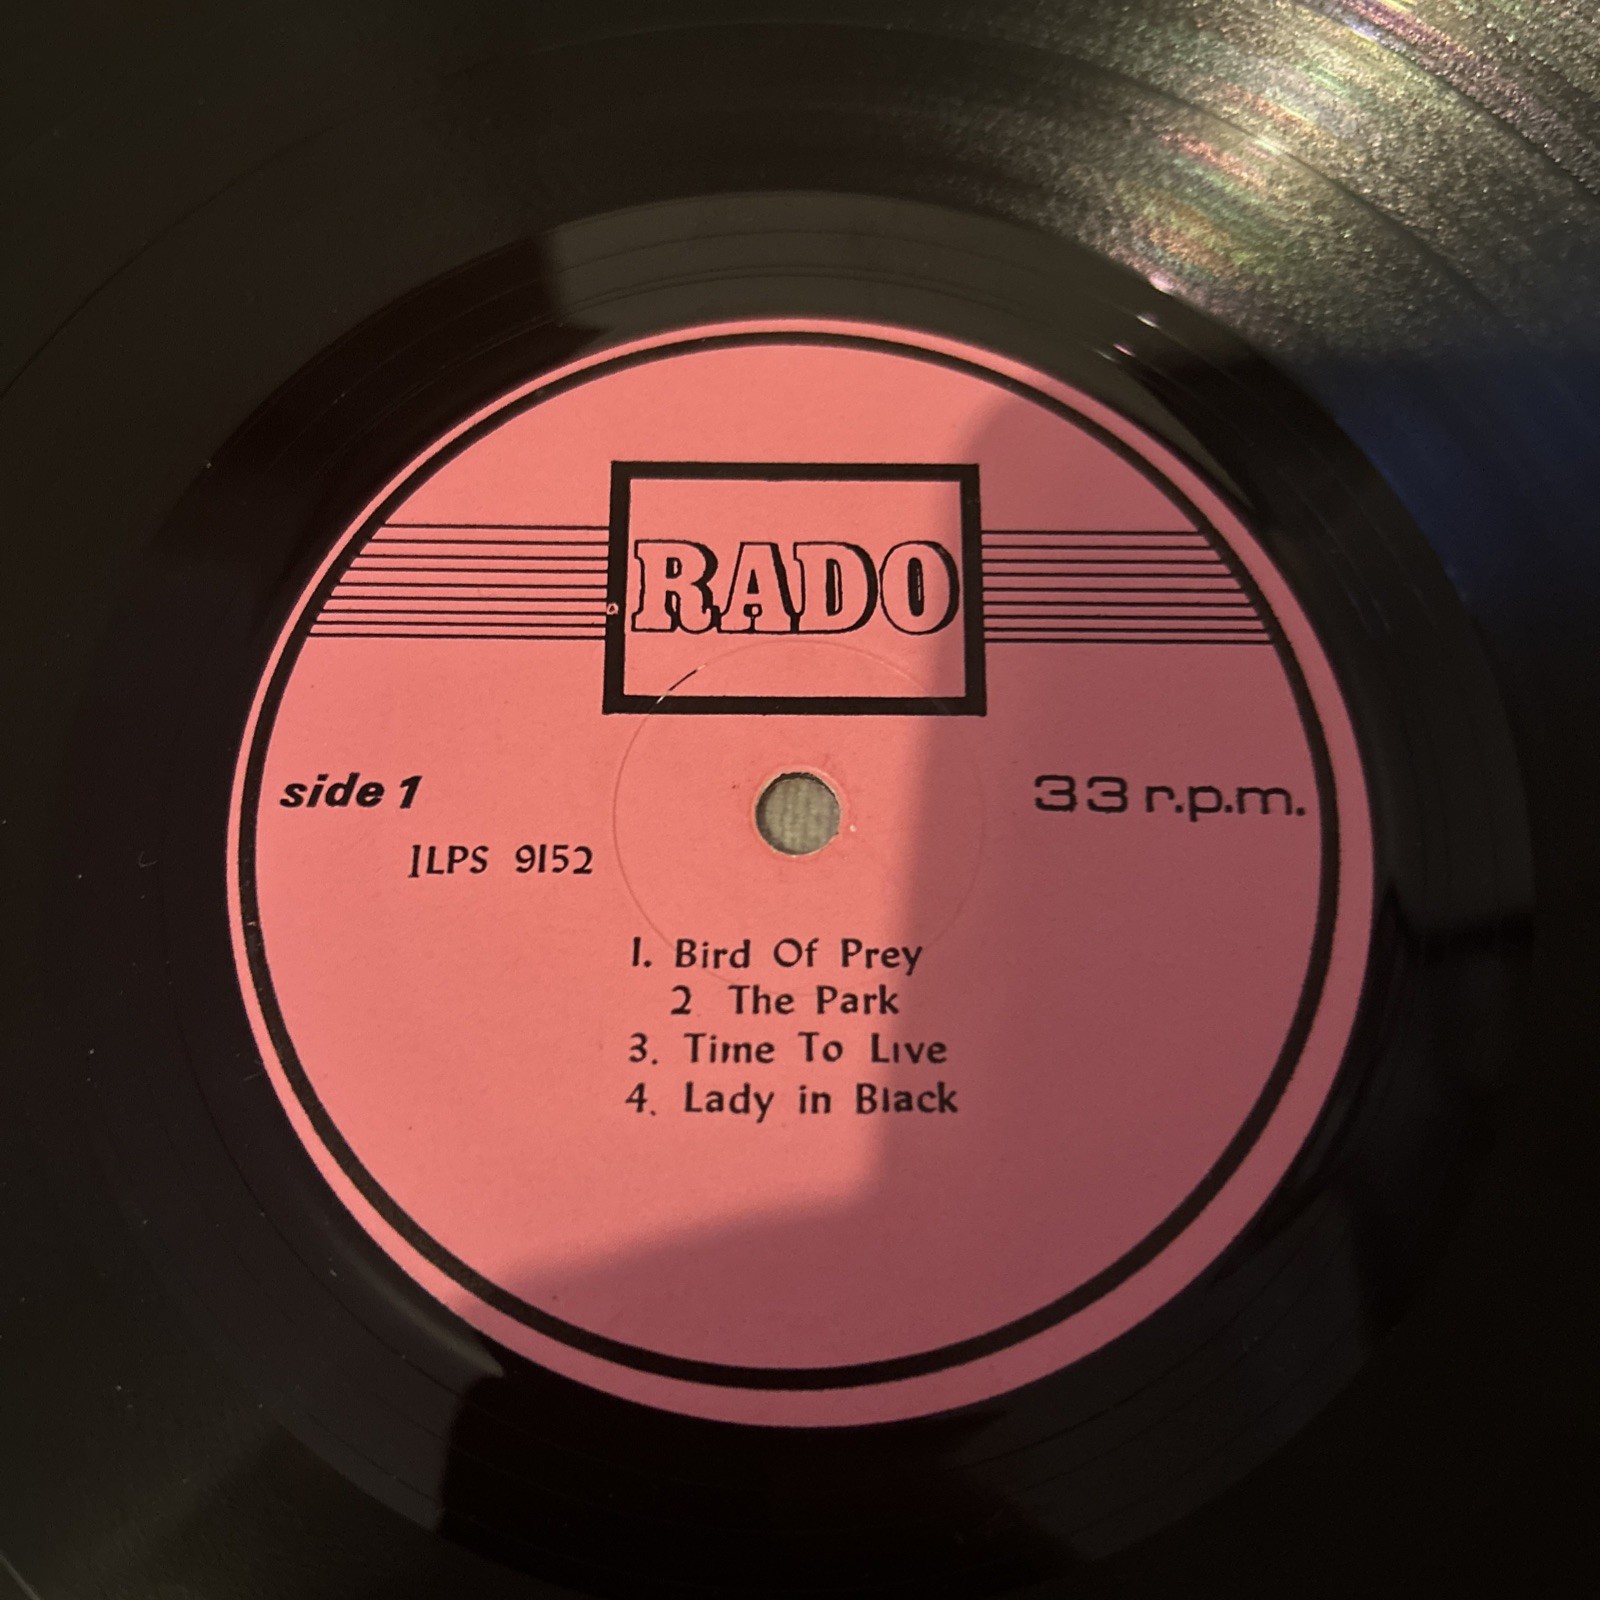 RADO
side 1
33 r.p.m.
ILPS 9152
1. Bird Of Prey
2 The Park
3. Time To Live
4. Lady in Black